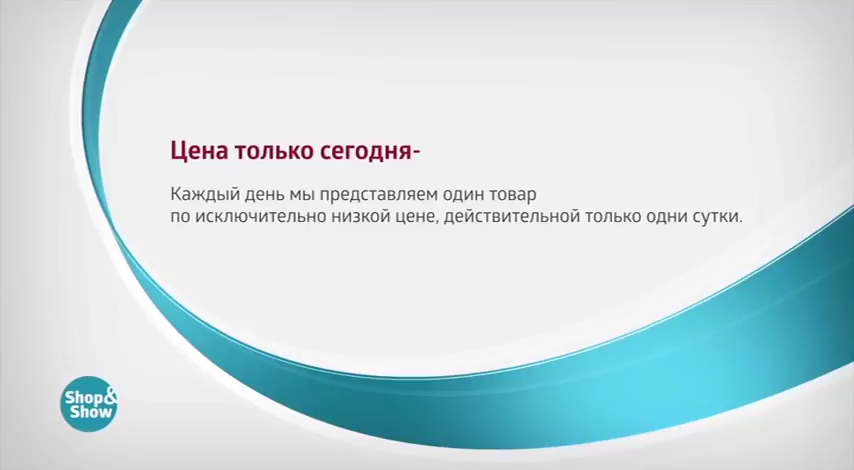 Цена только сегодня-
Каждый день мы представляем один товар
по исключительно низкой цене, действительной только одни сутки.
Shop&
Show